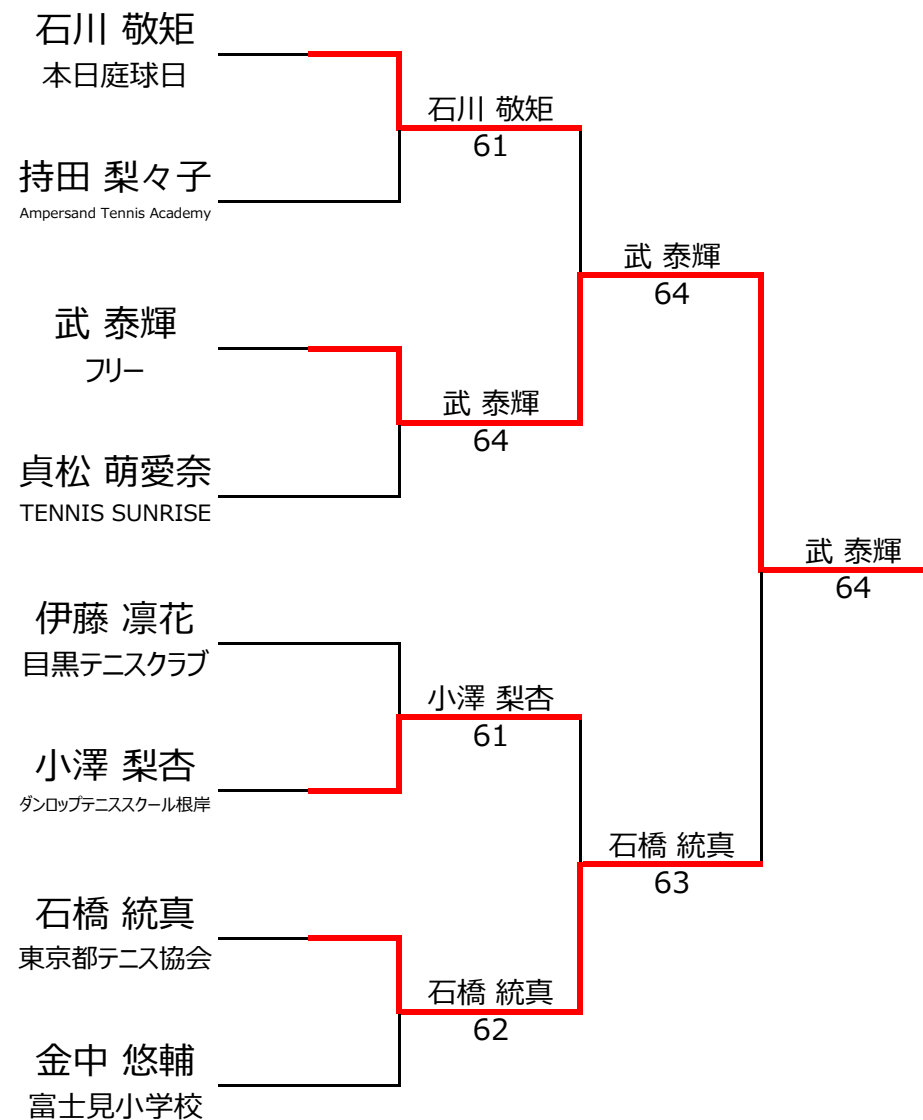 石川 敬矩
本日庭球日
持田 梨々子
Ampersand Tennis Academy
武 泰輝
フリー
貞松 萌愛奈
TENNIS SUNRISE
伊藤 凛花
目黒テニスクラブ
小澤 梨杏
ダンロップテニススクール根岸
石橋 統真
東京都テニス協会
金中 悠輔
富士見小学校
石川 敬矩
61
武 泰輝
64
小澤 梨杏
61
石橋 統真
62
武 泰輝
64
石橋 統真
63
武 泰輝
64